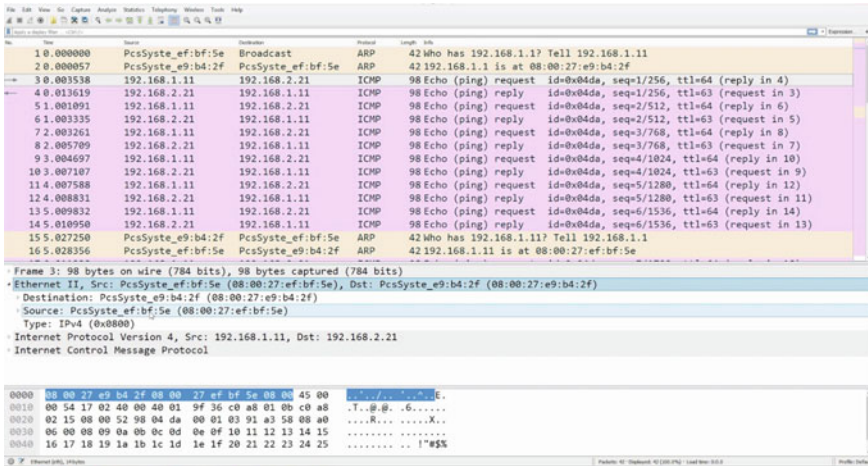 File Edit View Go Capture Analyze Statistics Telephony Wireless Tools Help
Expression...
No. Time Source Destination Protocol Length Info
1 0.000000 PcsSyste_ef:bf:5e Broadcast ARP 42 Who has 192.168.1.1? Tell 192.168.1.11
2 0.000057 PcsSyste_e9:b4:2f PcsSyste_ef:bf:5e ARP 42 192.168.1.1 is at 08:00:27:e9:b4:2f
3 0.003538 192.168.1.11 192.168.2.21 ICMP 98 Echo (ping) request id=0x04da, seq=1/256, ttl=64 (reply in 4)
4 0.013619 192.168.2.21 192.168.1.11 ICMP 98 Echo (ping) reply id=0x04da, seq=1/256, ttl=63 (request in 3)
5 1.001091 192.168.1.11 192.168.2.21 ICMP 98 Echo (ping) request id=0x04da, seq=2/512, ttl=64 (reply in 6)
6 1.003335 192.168.2.21 192.168.1.11 ICMP 98 Echo (ping) reply id=0x04da, seq=2/512, ttl=63 (request in 5)
7 2.003261 192.168.1.11 192.168.2.21 ICMP 98 Echo (ping) request id=0x04da, seq=3/768, ttl=64 (reply in 8)
8 2.005709 192.168.2.21 192.168.1.11 ICMP 98 Echo (ping) reply id=0x04da, seq=3/768, ttl=63 (request in 7)
9 3.004697 192.168.1.11 192.168.2.21 ICMP 98 Echo (ping) request id=0x04da, seq=4/1024, ttl=64 (reply in 10)
10 3.007107 192.168.2.21 192.168.1.11 ICMP 98 Echo (ping) reply id=0x04da, seq=4/1024, ttl=63 (request in 9)
11 4.007588 192.168.1.11 192.168.2.21 ICMP 98 Echo (ping) request id=0x04da, seq=5/1280, ttl=64 (reply in 12)
12 4.008831 192.168.2.21 192.168.1.11 ICMP 98 Echo (ping) reply id=0x04da, seq=5/1280, ttl=63 (request in 11)
13 5.009832 192.168.1.11 192.168.2.21 ICMP 98 Echo (ping) request id=0x04da, seq=6/1536, ttl=64 (reply in 14)
14 5.010950 192.168.2.21 192.168.1.11 ICMP 98 Echo (ping) reply id=0x04da, seq=6/1536, ttl=63 (request in 13)
15 5.027250 PcsSyste_e9:b4:2f PcsSyste_ef:bf:5e ARP 42 Who has 192.168.1.11? Tell 192.168.1.1
16 5.028356 PcsSyste_ef:bf:5e PcsSyste_e9:b4:2f ARP 42 192.168.1.11 is at 08:00:27:ef:bf:5e
Frame 3: 98 bytes on wire (784 bits), 98 bytes captured (784 bits)
Ethernet II, Src: PcsSyste_ef:bf:5e (08:00:27:ef:bf:5e), Dst: PcsSyste_e9:b4:2f (08:00:27:e9:b4:2f)
Destination: PcsSyste_e9:b4:2f (08:00:27:e9:b4:2f)
Source: PcsSyste_ef:bf:5e (08:00:27:ef:bf:5e)
Type: IPv4 (0x0800)
Internet Protocol Version 4, Src: 192.168.1.11, Dst: 192.168.2.21
Internet Control Message Protocol
0000 08 00 27 e9 b4 2f 08 00 27 ef bf 5e 08 00 45 00 ..'../.. '..^..E.
0010 00 54 17 02 40 00 40 01 9f 36 c0 a8 01 0b c0 a8 .T..@.@. .6......
0020 02 15 08 00 52 98 04 da 00 01 03 91 a3 58 08 a0 ....R... .....X..
0030 06 00 08 09 0a 0b 0c 0d 0e 0f 10 11 12 13 14 15 ........ ........
0040 16 17 18 19 1a 1b 1c 1d 1e 1f 20 21 22 23 24 25 ........ .. !"#$%
Ethernet (eth), 14 bytes Packets: 42 · Displayed: 42 (100.0%) · Load time: 0:0.0 Profile: